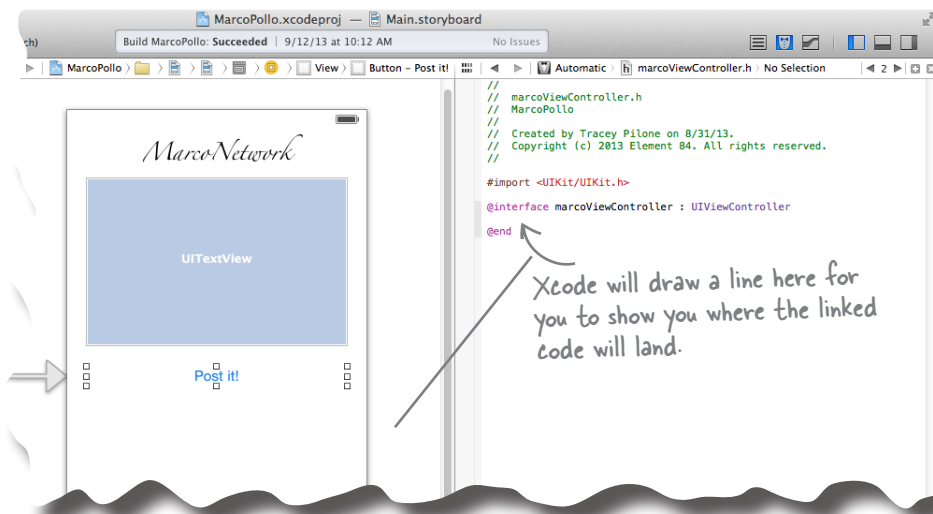 MarcoPollo.xcodeproj — Main.storyboard
ch)
Build MarcoPollo: Succeeded | 9/12/13 at 10:12 AM
No Issues
MarcoPollo
View
Button – Post it!
Automatic
marcoViewController.h
No Selection
2
MarcoNetwork
UITextView
Post it!
//
// marcoViewController.h
// MarcoPollo
//
// Created by Tracey Pilone on 8/31/13.
// Copyright (c) 2013 Element 84. All rights reserved.
//
#import <UIKit/UIKit.h>
@interface marcoViewController : UIViewController
@end
Xcode will draw a line here for
you to show you where the linked
code will land.